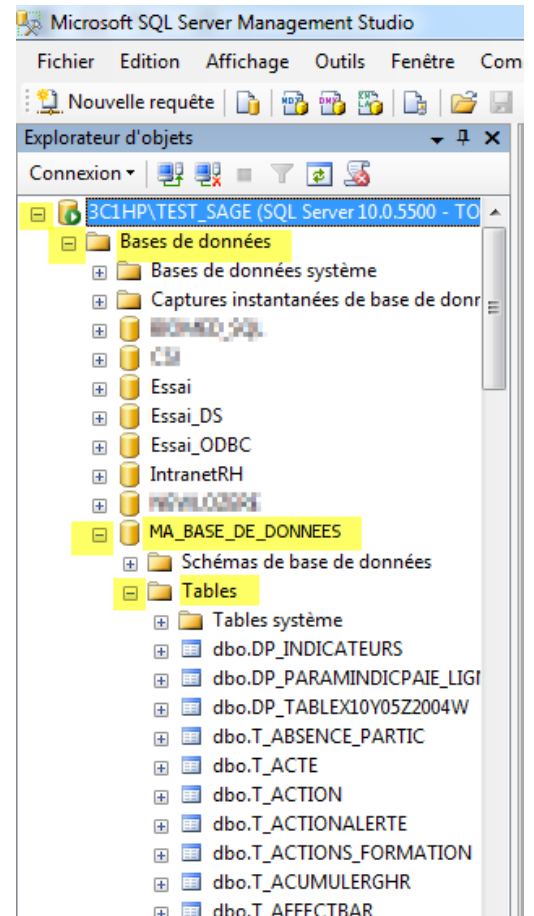 Microsoft SQL Server Management Studio
Fichier Edition Affichage Outils Fenêtre Com
Nouvelle requête
Explorateur d'objets
Connexion
3C1HP\TEST_SAGE (SQL Server 10.0.5500 - TO
Bases de données
Bases de données système
Captures instantanées de base de donr
Essai
Essai_DS
Essai_ODBC
IntranetRH
MA_BASE_DE_DONNEES
Schémas de base de données
Tables
Tables système
dbo.DP_INDICATEURS
dbo.DP_PARAMINDICPAIE_LIGN
dbo.DP_TABLEX10Y05Z2004W
dbo.T_ABSENCE_PARTIC
dbo.T_ACTE
dbo.T_ACTION
dbo.T_ACTIONALERTE
dbo.T_ACTIONS_FORMATION
dbo.T_ACUMULERGHR
dbo.T_AFFECTBAR